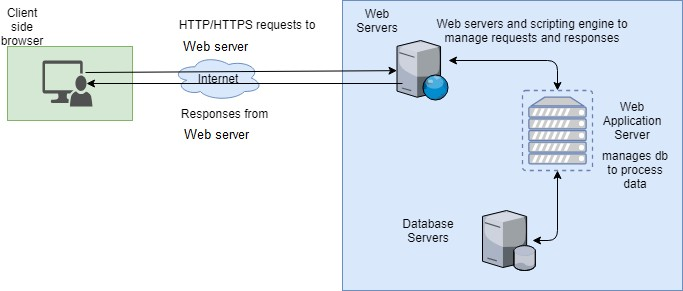 Client
side
browser
HTTP/HTTPS requests to
Web server
Internet
Responses from
Web server
Web
Servers
Web servers and scripting engine to
manage requests and responses
Web
Application
Server
manages db
to process
data
Database
Servers